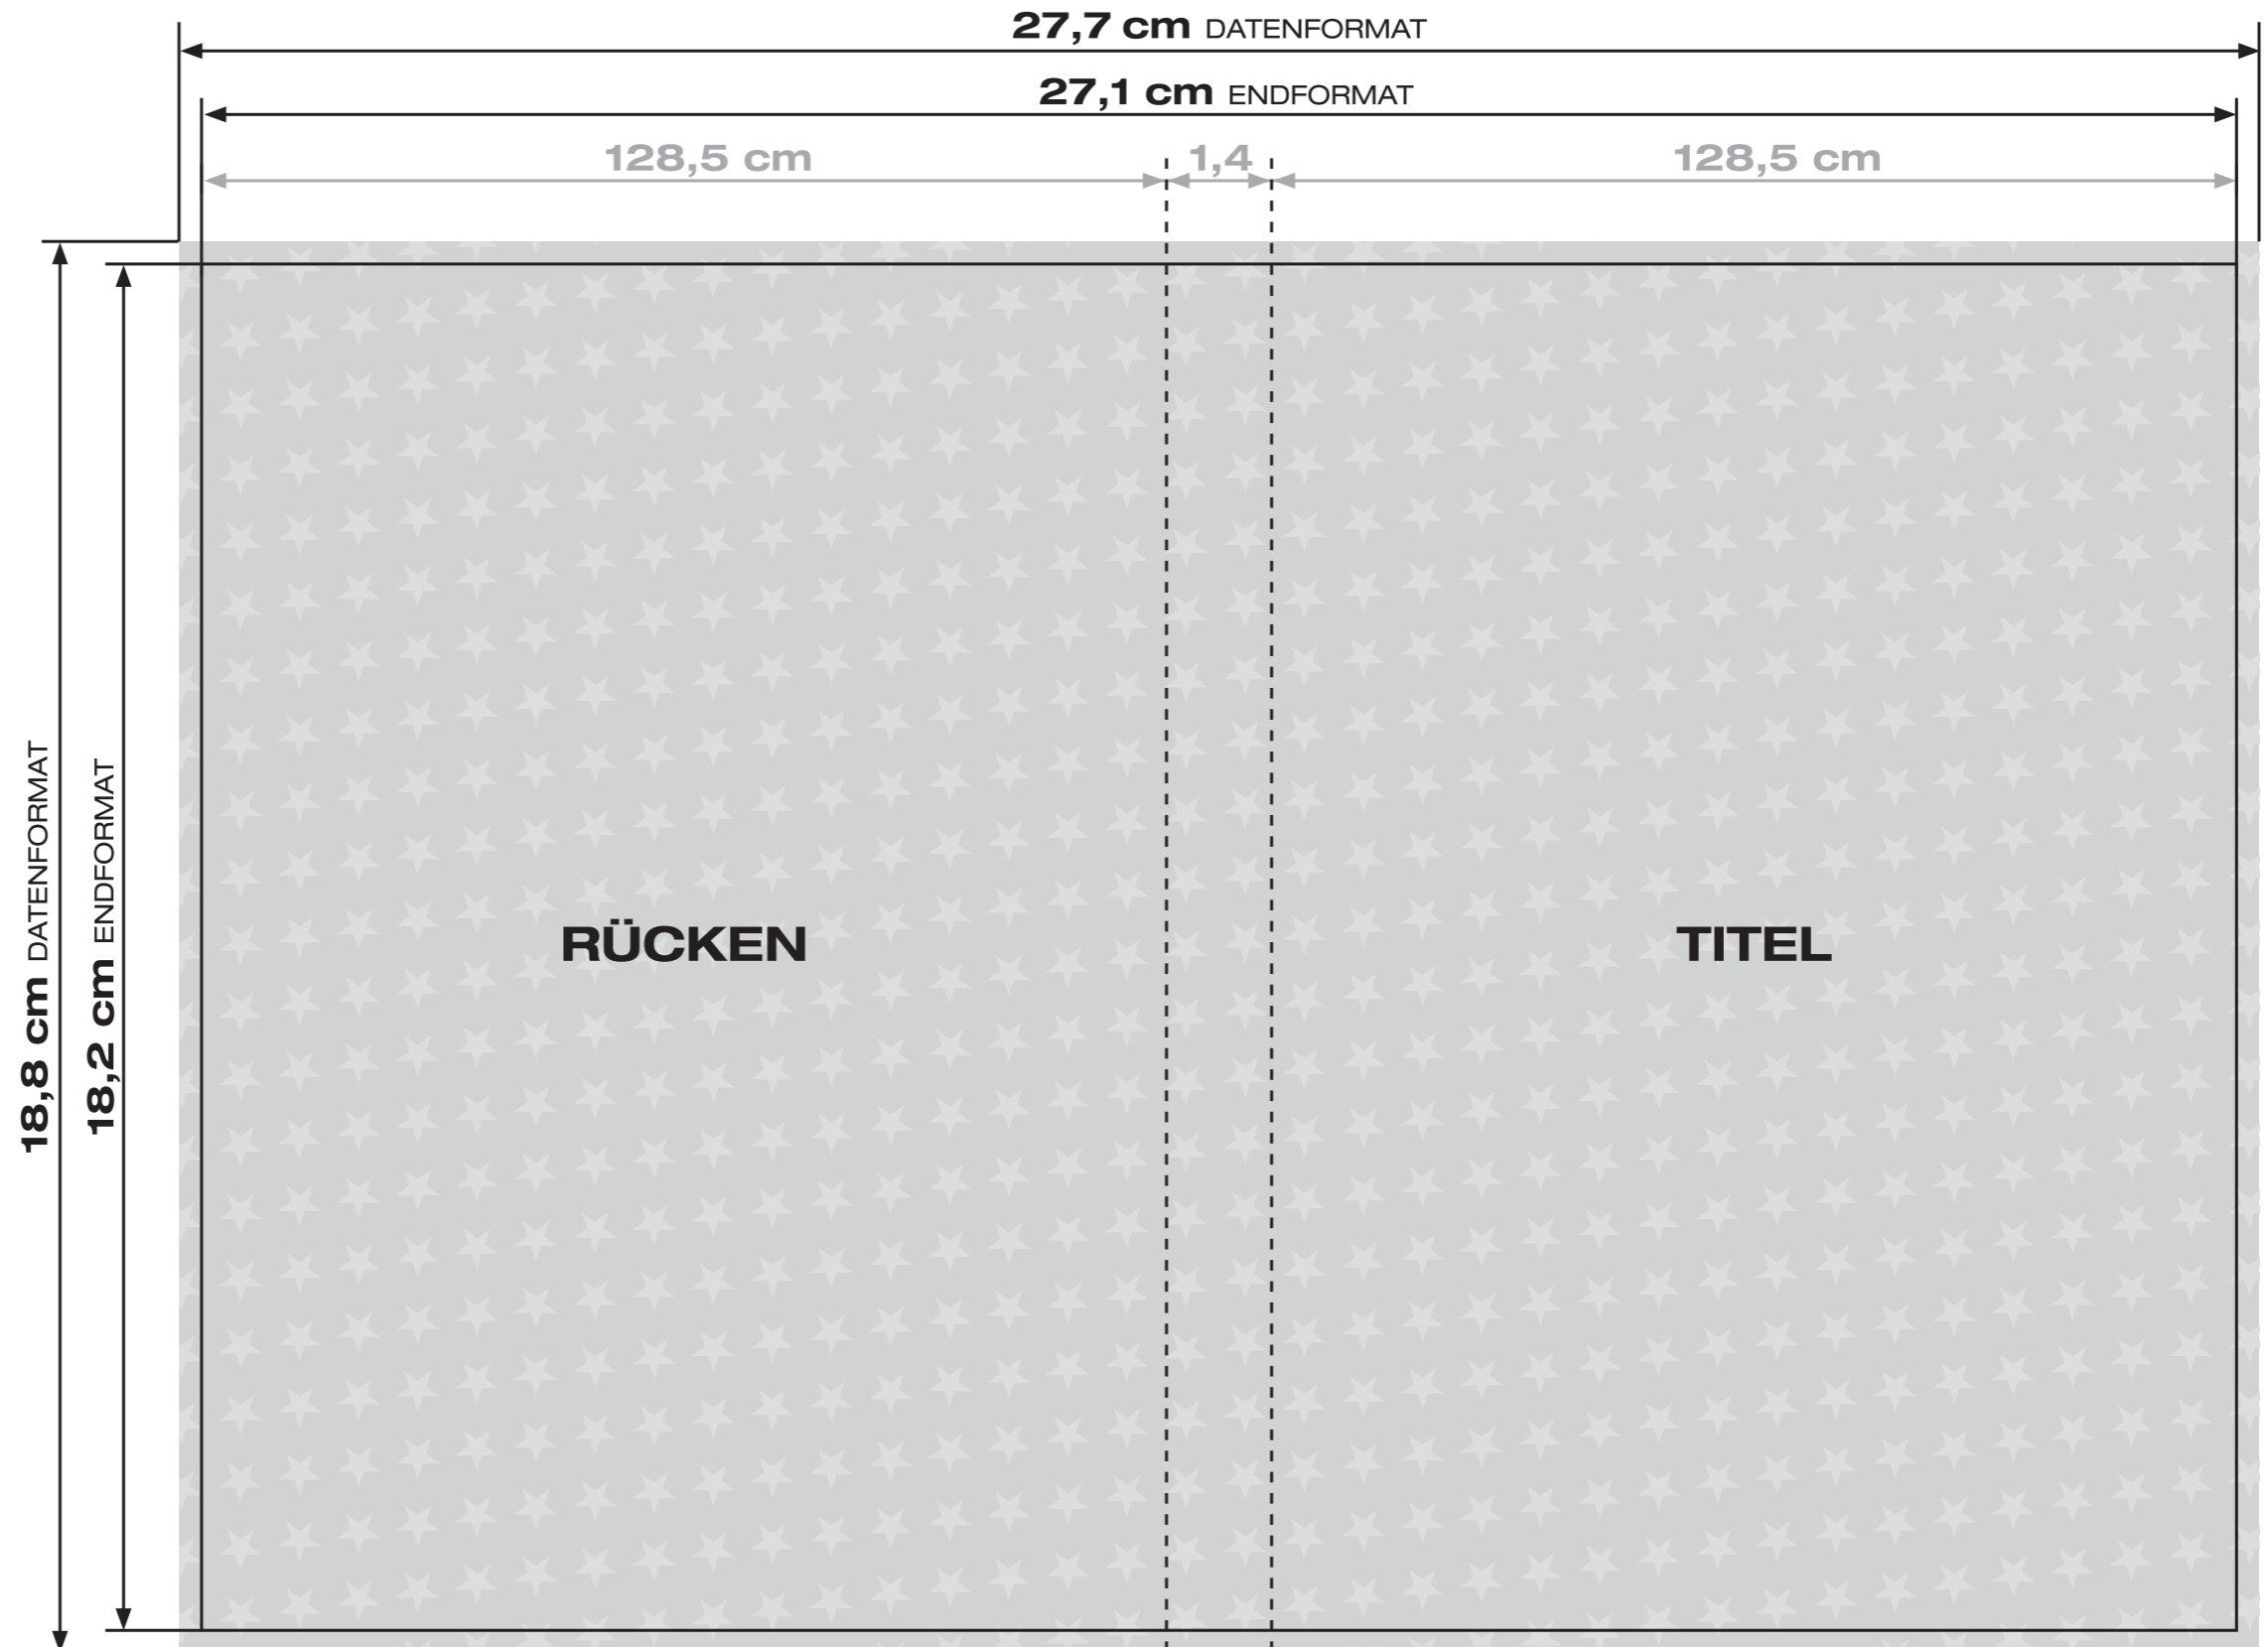 27,7 cm DATENFORMAT
27,1 cm ENDFORMAT
128,5 cm 1,4 128,5 cm
18,8 cm DATENFORMAT
18,2 cm ENDFORMAT
RÜCKEN TITEL